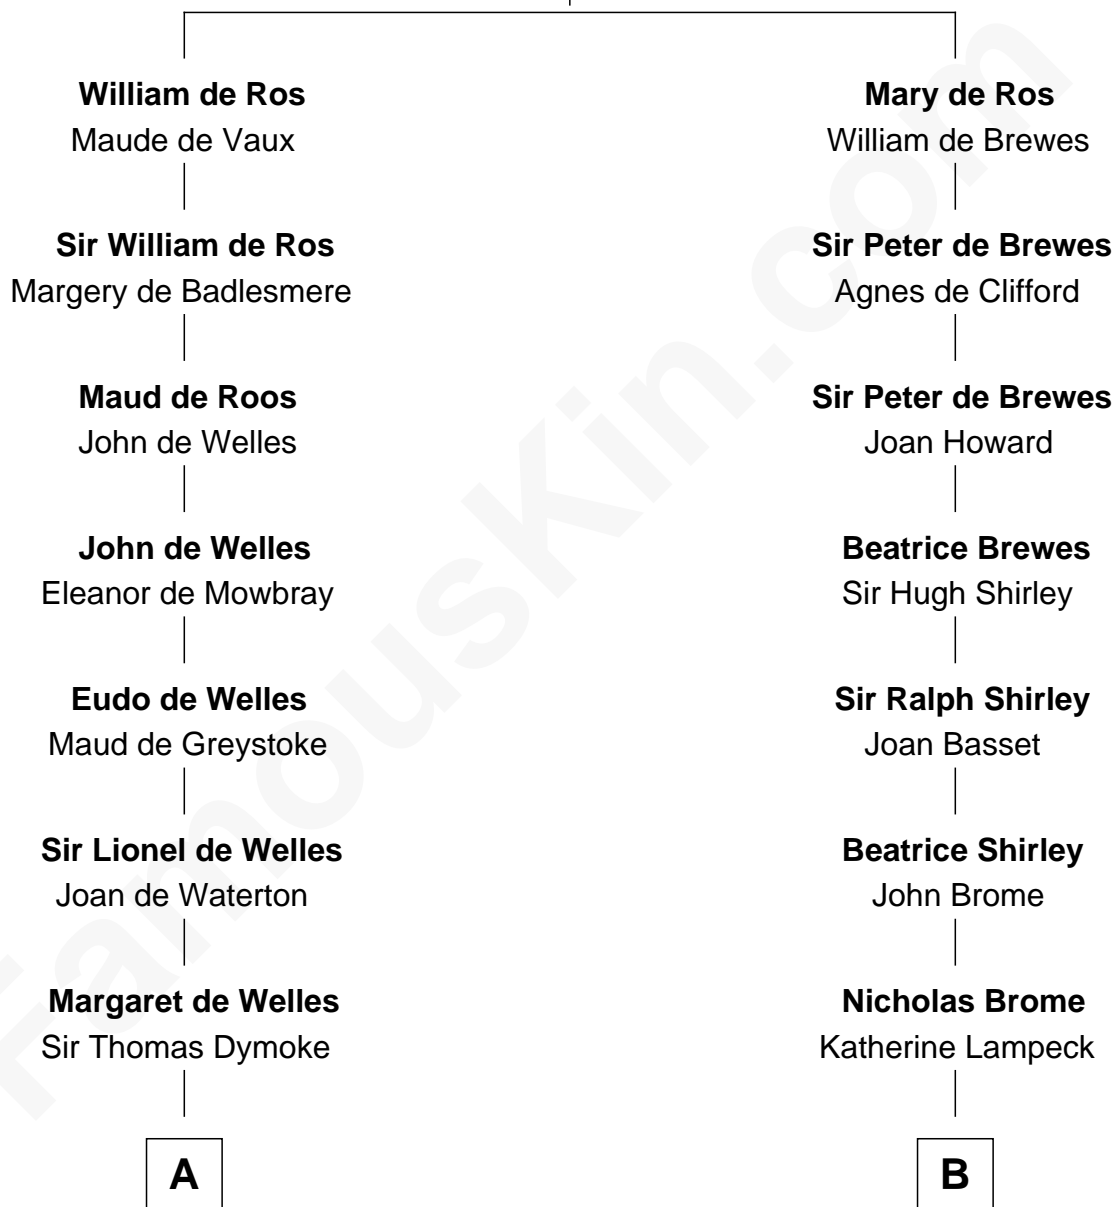 William de Ros
Maude de Vaux
Sir William de Ros
Margery de Badlesmere
Maud de Roos
John de Welles
John de Welles
Eleanor de Mowbray
Eudo de Welles
Maud de Greystoke
Sir Lionel de Welles
Joan de Waterton
Margaret de Welles
Sir Thomas Dymoke
A
Mary de Ros
William de Brewes
Sir Peter de Brewes
Agnes de Clifford
Sir Peter de Brewes
Joan Howard
Beatrice Brewes
Sir Hugh Shirley
Sir Ralph Shirley
Joan Basset
Beatrice Shirley
John Brome
Nicholas Brome
Katherine Lampeck
B
FamousKin.com